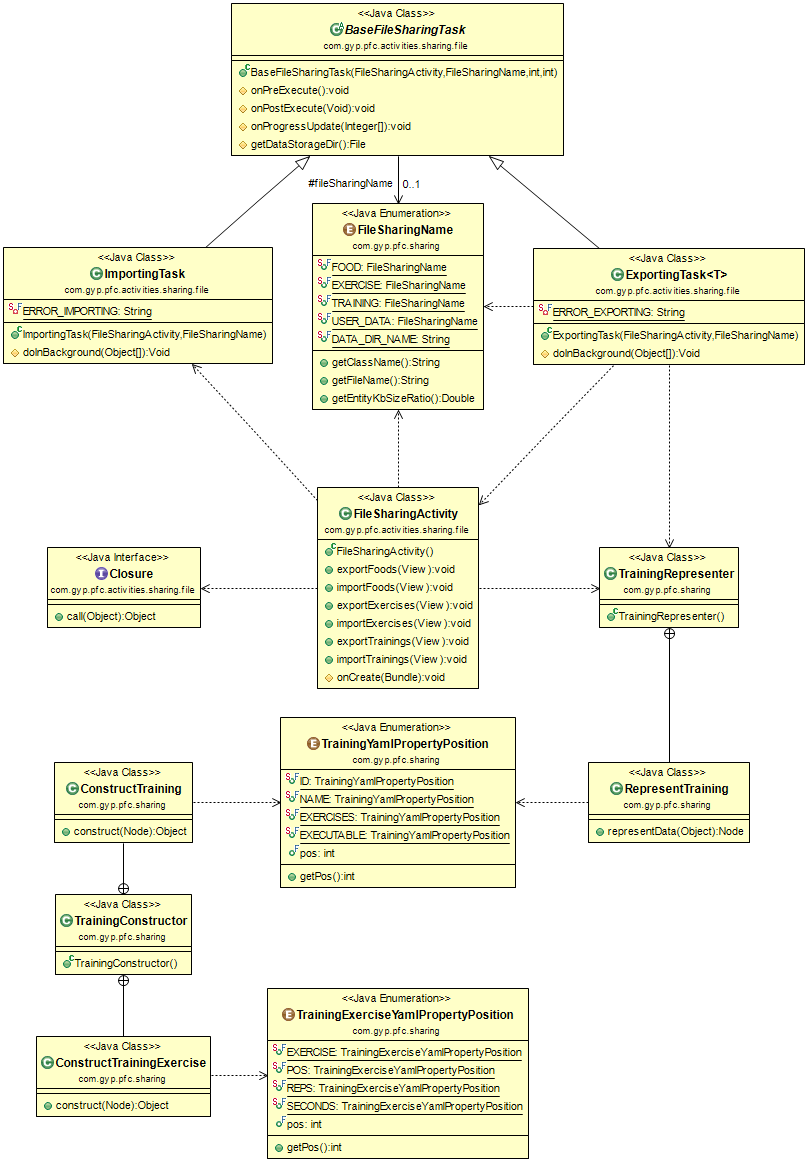 <<Java Class>>
BaseFileSharingTask
com.gyp.pfc.activities.sharing.file
BaseFileSharingTask(FileSharingActivity,FileSharingName,int,int)
onPreExecute():void
onPostExecute(Void):void
onProgressUpdate(Integer[]):void
getDataStorageDir():File
#fileSharingName
0..1
<<Java Enumeration>>
FileSharingName
com.gyp.pfc.sharing
FOOD: FileSharingName
EXERCISE: FileSharingName
TRAINING: FileSharingName
USER_DATA: FileSharingName
DATA_DIR_NAME: String
getClassName():String
getFileName():String
getEntityKbSizeRatio():Double
<<Java Class>>
ImportingTask
com.gyp.pfc.activities.sharing.file
ERROR_IMPORTING: String
ImportingTask(FileSharingActivity,FileSharingName)
doInBackground(Object[]):Void
<<Java Class>>
ExportingTask<T>
com.gyp.pfc.activities.sharing.file
ERROR_EXPORTING: String
ExportingTask(FileSharingActivity,FileSharingName)
doInBackground(Object[]):Void
<<Java Class>>
FileSharingActivity
com.gyp.pfc.activities.sharing.file
FileSharingActivity()
exportFoods(View):void
importFoods(View):void
exportExercises(View):void
importExercises(View):void
exportTrainings(View):void
importTrainings(View):void
onCreate(Bundle):void
<<Java Interface>>
Closure
com.gyp.pfc.activities.sharing.file
call(Object):Object
<<Java Class>>
TrainingRepresenter
com.gyp.pfc.sharing
TrainingRepresenter()
<<Java Enumeration>>
TrainingYamlPropertyPosition
com.gyp.pfc.sharing
ID: TrainingYamlPropertyPosition
NAME: TrainingYamlPropertyPosition
EXERCISES: TrainingYamlPropertyPosition
EXECUTABLE: TrainingYamlPropertyPosition
pos: int
getPos():int
<<Java Class>>
ConstructTraining
com.gyp.pfc.sharing
construct(Node):Object
<<Java Class>>
RepresentTraining
com.gyp.pfc.sharing
representData(Object):Node
<<Java Class>>
TrainingConstructor
com.gyp.pfc.sharing
TrainingConstructor()
<<Java Class>>
ConstructTrainingExercise
com.gyp.pfc.sharing
construct(Node):Object
<<Java Enumeration>>
TrainingExerciseYamlPropertyPosition
com.gyp.pfc.sharing
EXERCISE: TrainingExerciseYamlPropertyPosition
POS: TrainingExerciseYamlPropertyPosition
REPS: TrainingExerciseYamlPropertyPosition
SECONDS: TrainingExerciseYamlPropertyPosition
pos: int
getPos():int